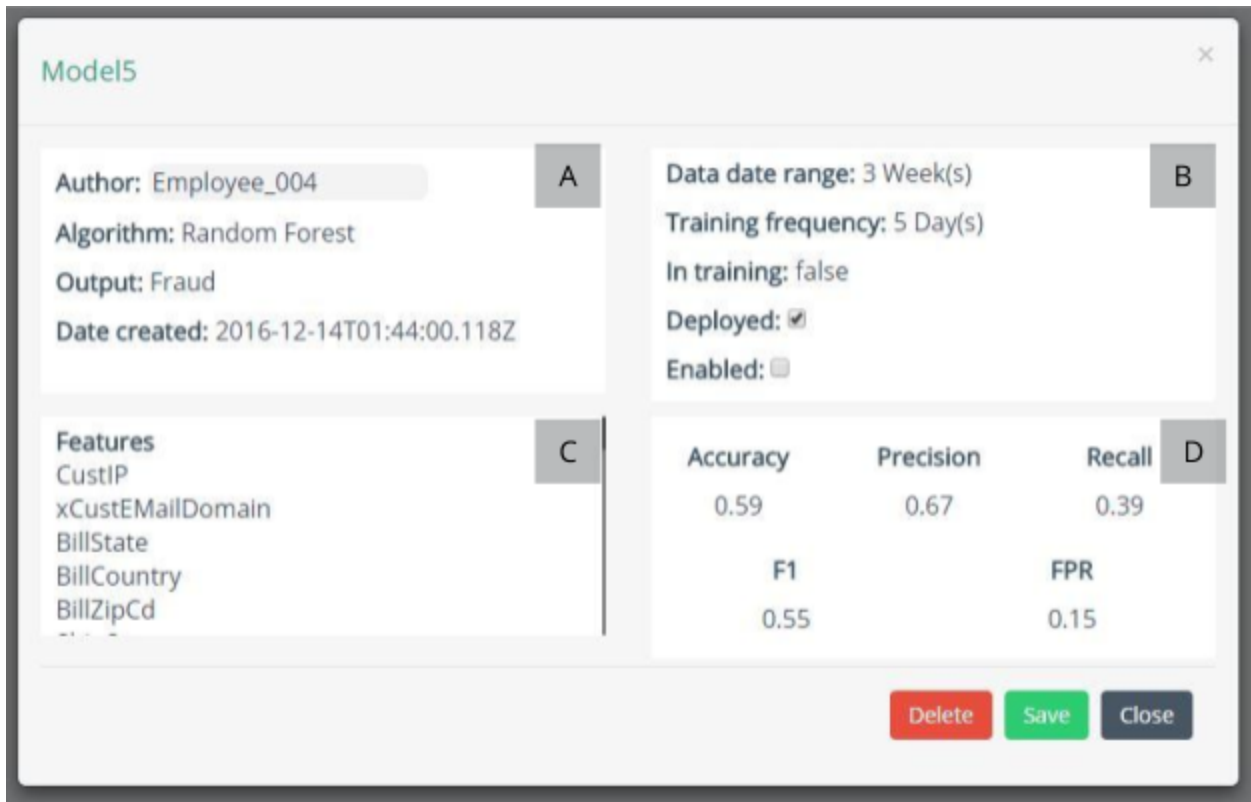 Model5
×
Author: Employee_004
A
Algorithm: Random Forest
Output: Fraud
Date created: 2016-12-14T01:44:00.118Z
Data date range: 3 Week(s)
B
Training frequency: 5 Day(s)
In training: false
Deployed:
Enabled:
Features
C
CustIP
xCustEMailDomain
BillState
BillCountry
BillZipCd
Accuracy Precision Recall
D
0.59 0.67 0.39
F1 FPR
0.55 0.15
Delete Save Close